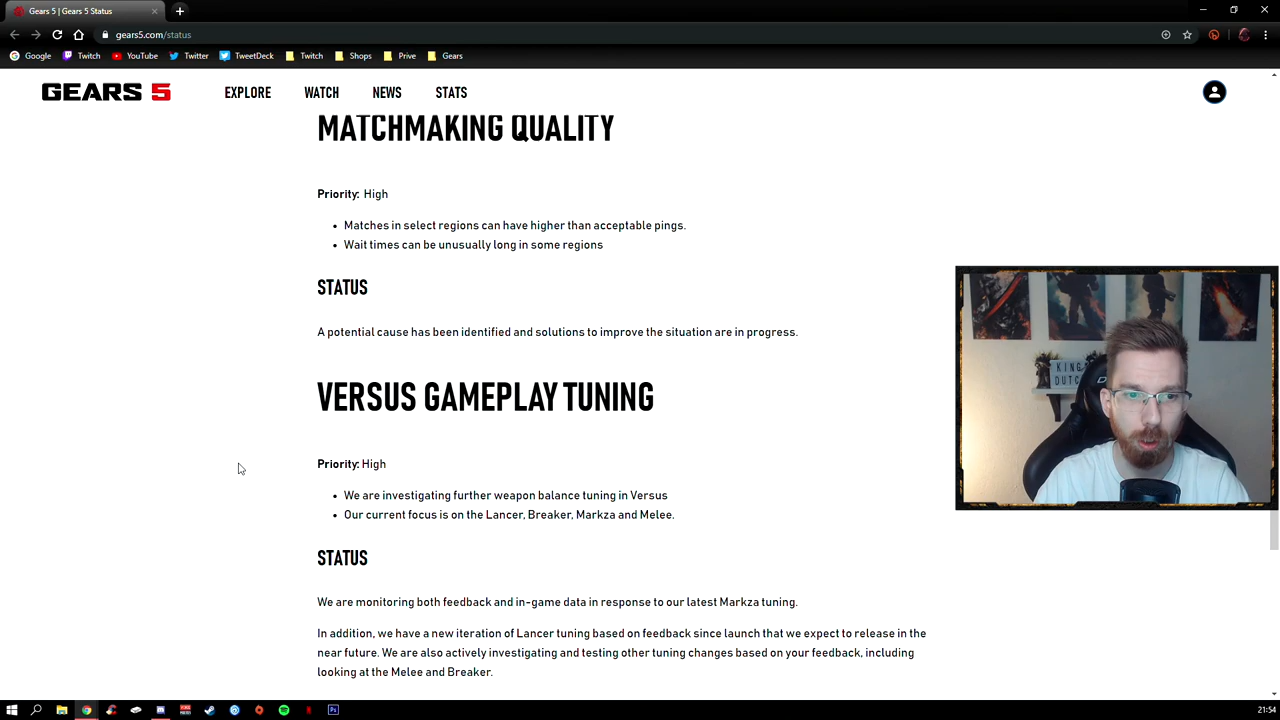 Gears 5 | Gears 5 Status
gears5.com/status
Google Twitch YouTube Twitter TweetDeck Twitch Shops Prive Gears
GEARS 5 EXPLORE WATCH NEWS STATS
MATCHMAKING QUALITY
Priority: High
• Matches in select regions can have higher than acceptable pings.
• Wait times can be unusually long in some regions
STATUS
A potential cause has been identified and solutions to improve the situation are in progress.
VERSUS GAMEPLAY TUNING
Priority: High
• We are investigating further weapon balance tuning in Versus
• Our current focus is on the Lancer, Breaker, Markza and Melee.
STATUS
We are monitoring both feedback and in-game data in response to our latest Markza tuning.
In addition, we have a new iteration of Lancer tuning based on feedback since launch that we expect to release in the
near future. We are also actively investigating and testing other tuning changes based on your feedback, including
looking at the Melee and Breaker.
KING
DUTCH
21:54